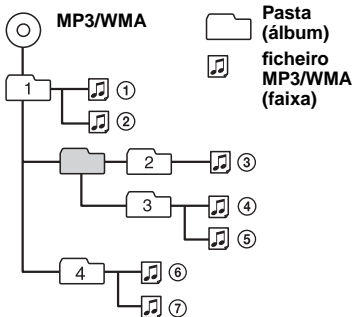 MP3/WMA
Pasta
(álbum)
ficheiro
MP3/WMA
(faixa)
1
①
②
2
③
3
④
⑤
4
⑥
⑦